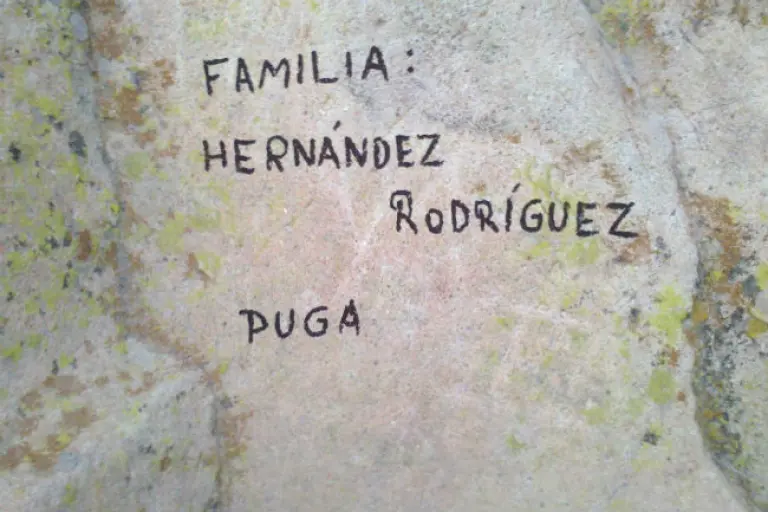 FAMILIA:
HERNÁNDEZ
RODRÍGUEZ
PUGA